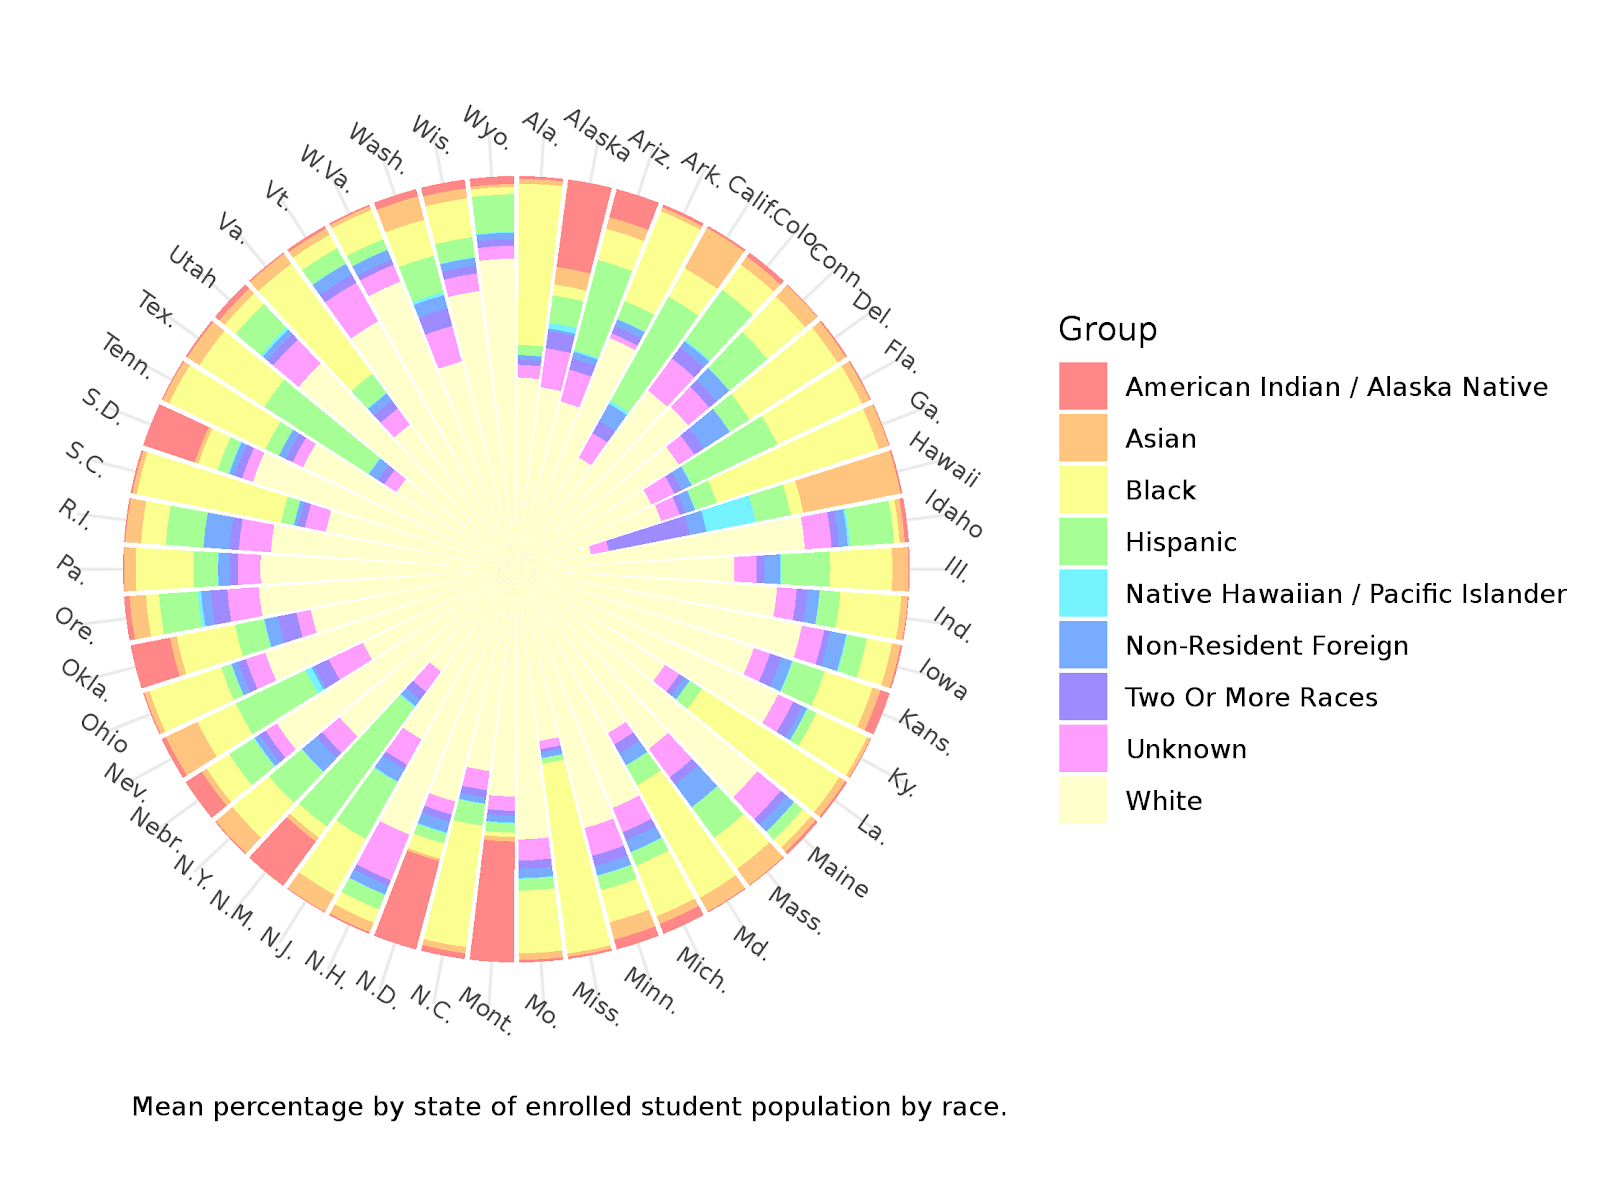 Ala.
Alaska
Ariz.
Ark.
Calif.
Colo.
Conn.
Del.
Fla.
Ga.
Hawaii
Idaho
Ill.
Ind.
Iowa
Kans.
Ky.
La.
Maine
Mass.
Md.
Mich.
Minn.
Miss.
Mo.
Mont.
N.C.
N.D.
N.H.
N.J.
N.M.
N.Y.
Nebr.
Nev.
Ohio
Okla.
Ore.
Pa.
R.I.
S.C.
S.D.
Tenn.
Tex.
Utah
Va.
Vt.
W.Va.
Wash.
Wis.
Wyo.
Group
American Indian / Alaska Native
Asian
Black
Hispanic
Native Hawaiian / Pacific Islander
Non-Resident Foreign
Two Or More Races
Unknown
White
Mean percentage by state of enrolled student population by race.